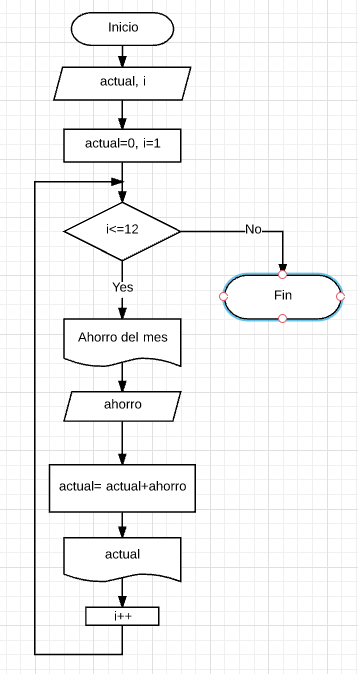 Inicio
actual, i
actual=0, i=1
i<=12
No
Fin
Yes
Ahorro del mes
ahorro
actual= actual+ahorro
actual
i++